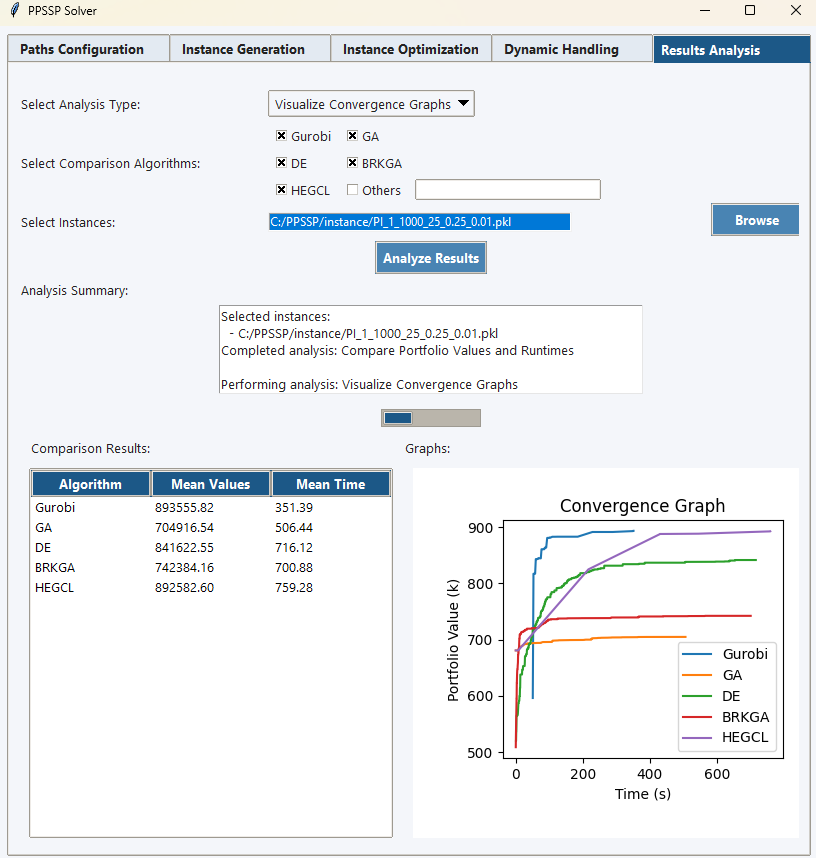 PPSSP Solver
Paths Configuration Instance Generation Instance Optimization Dynamic Handling Results Analysis
Select Analysis Type: Visualize Convergence Graphs
Gurobi GA
Select Comparison Algorithms: DE BRKGA
HEGCL Others
Select Instances: C:/PPSSP/instance/PI_1_1000_25_0.25_0.01.pkl Browse
Analyze Results
Analysis Summary:
Selected instances:
- C:/PPSSP/instance/PI_1_1000_25_0.25_0.01.pkl
Completed analysis: Compare Portfolio Values and Runtimes
Performing analysis: Visualize Convergence Graphs
Comparison Results:
Algorithm Mean Values Mean Time
Gurobi 893555.82 351.39
GA 704916.54 506.44
DE 841622.55 716.12
BRKGA 742384.16 700.88
HEGCL 892582.60 759.28
Graphs:
Convergence Graph
Portfolio Value (k)
900
800
700
600
500
Gurobi
GA
DE
BRKGA
HEGCL
0 200 400 600
Time (s)